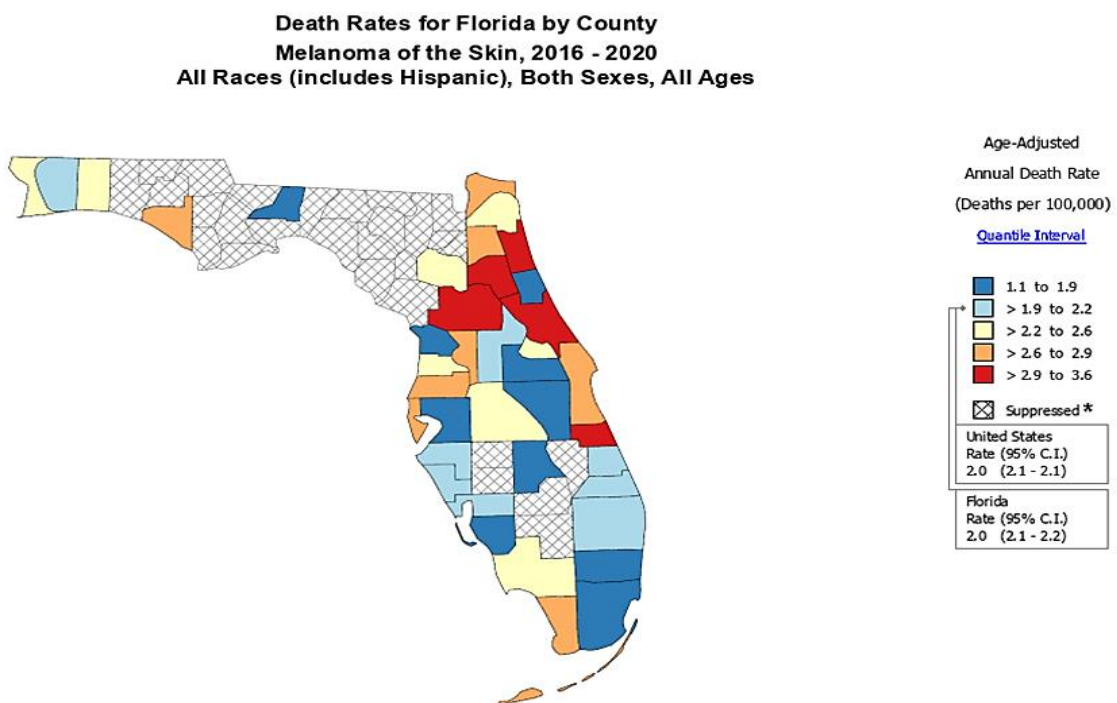 Death Rates for Florida by County
Melanoma of the Skin, 2016 - 2020
All Races (includes Hispanic), Both Sexes, All Ages
Age-Adjusted
Annual Death Rate
(Deaths per 100,000)
Quantile Interval
1.1 to 1.9
> 1.9 to 2.2
> 2.2 to 2.6
> 2.6 to 2.9
> 2.9 to 3.6
Suppressed *
United States
Rate (95% C.I.)
2.0 (2.1 - 2.1)
Florida
Rate (95% C.I.)
2.0 (2.1 - 2.2)